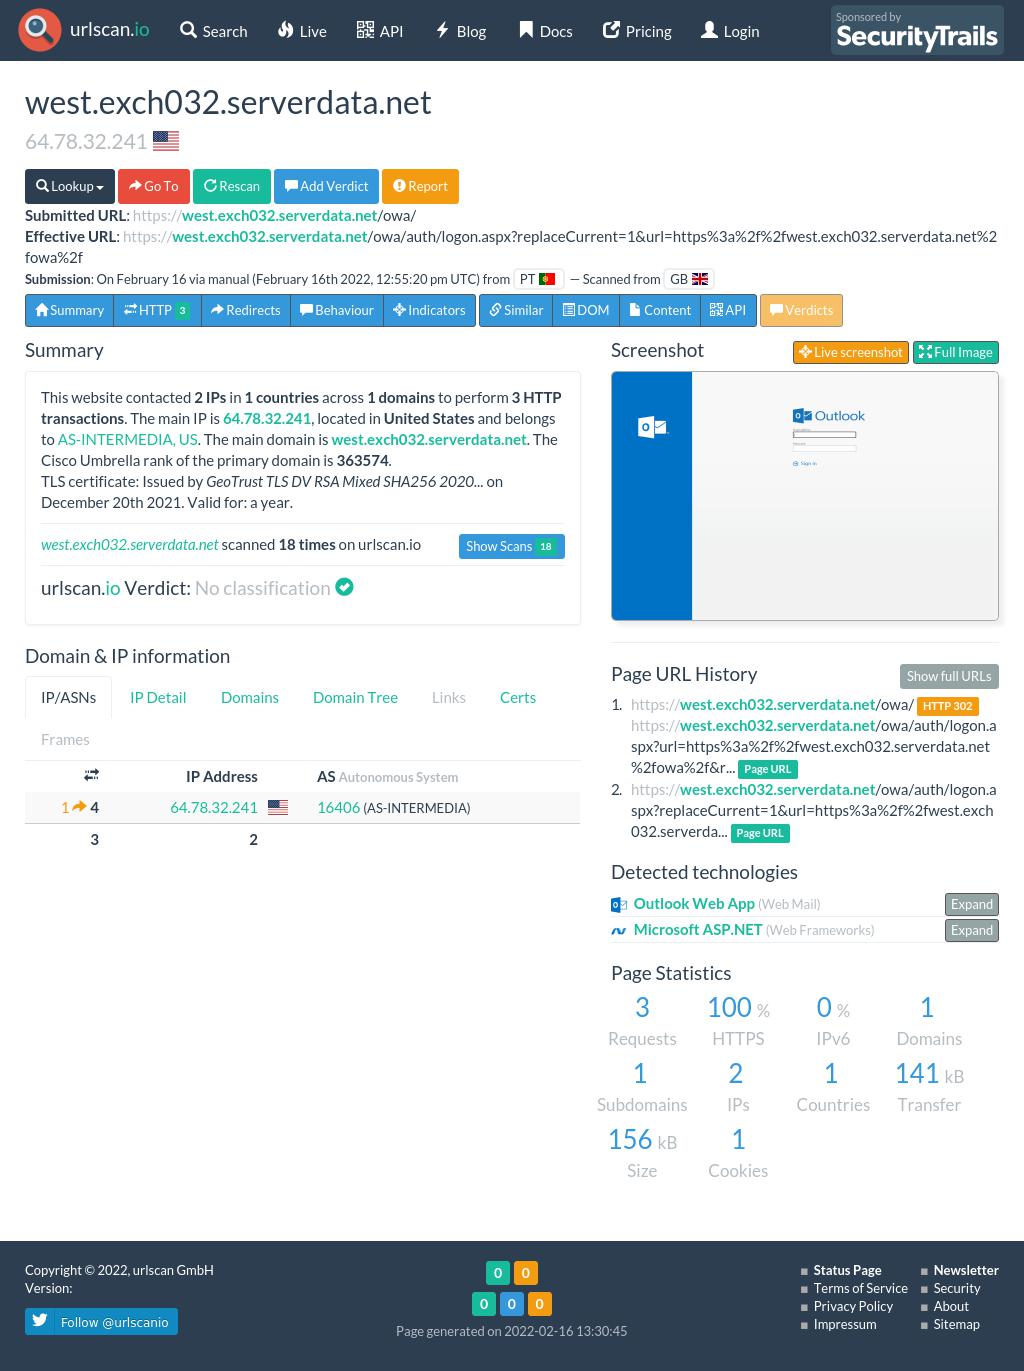 urlscan.io
Search
Live
API
Blog
Docs
Pricing
Login
Sponsored by
SecurityTrails
west.exch032.serverdata.net
64.78.32.241
Lookup
Go To
Rescan
Add Verdict
Report
Submitted URL: https://west.exch032.serverdata.net/owa/
Effective URL: https://west.exch032.serverdata.net/owa/auth/logon.aspx?replaceCurrent=1&url=https%3a%2f%2fwest.exch032.serverdata.net%2
fowa%2f
Submission: On February 16 via manual (February 16th 2022, 12:55:20 pm UTC) from PT — Scanned from GB
Summary
HTTP 3
Redirects
Behaviour
Indicators
Similar
DOM
Content
API
Verdicts
Summary
This website contacted 2 IPs in 1 countries across 1 domains to perform 3 HTTP
transactions. The main IP is 64.78.32.241, located in United States and belongs
to AS-INTERMEDIA, US. The main domain is west.exch032.serverdata.net. The
Cisco Umbrella rank of the primary domain is 363574.
TLS certificate: Issued by GeoTrust TLS DV RSA Mixed SHA256 2020... on
December 20th 2021. Valid for: a year.
west.exch032.serverdata.net scanned 18 times on urlscan.io
Show Scans 18
urlscan.io Verdict: No classification
Domain & IP information
IP/ASNs
IP Detail
Domains
Domain Tree
Links
Certs
Frames
IP Address
AS Autonomous System
1 4
64.78.32.241
16406 (AS-INTERMEDIA)
3
2
Screenshot
Live screenshot
Full Image
Outlook
Sign in
Page URL History
Show full URLs
1. https://west.exch032.serverdata.net/owa/ HTTP 302
https://west.exch032.serverdata.net/owa/auth/logon.a
spx?url=https%3a%2f%2fwest.exch032.serverdata.net
%2fowa%2f&r... Page URL
2. https://west.exch032.serverdata.net/owa/auth/logon.a
spx?replaceCurrent=1&url=https%3a%2f%2fwest.exch
032.serverda... Page URL
Detected technologies
Outlook Web App (Web Mail)
Expand
Microsoft ASP.NET (Web Frameworks)
Expand
Page Statistics
3
Requests
100 %
HTTPS
0 %
IPv6
1
Domains
1
Subdomains
2
IPs
1
Countries
141 kB
Transfer
156 kB
Size
1
Cookies
Copyright © 2022, urlscan GmbH
Version:
Follow @urlscanio
0 0
0 0 0
Page generated on 2022-02-16 13:30:45
Status Page
Terms of Service
Privacy Policy
Impressum
Newsletter
Security
About
Sitemap